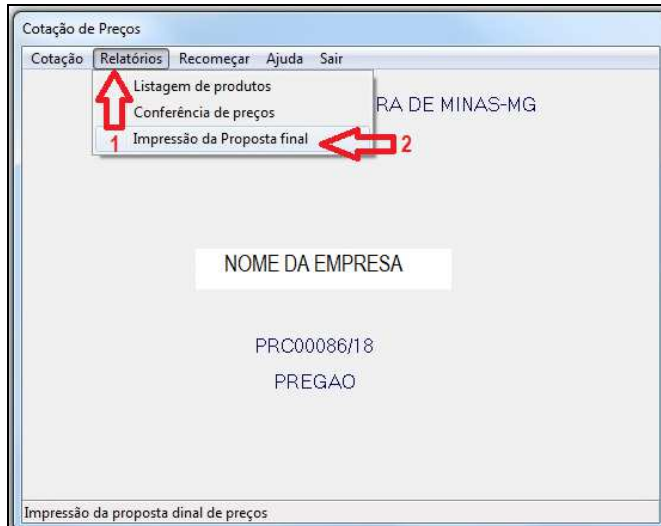 Cotação de Preços
Cotação Relatórios Recomeçar Ajuda Sair
Listagem de produtos
Conferência de preços
RA DE MINAS-MG
1 Impressão da Proposta final 2
NOME DA EMPRESA
PRC00086/18
PREGAO
Impressão da proposta dinal de preços